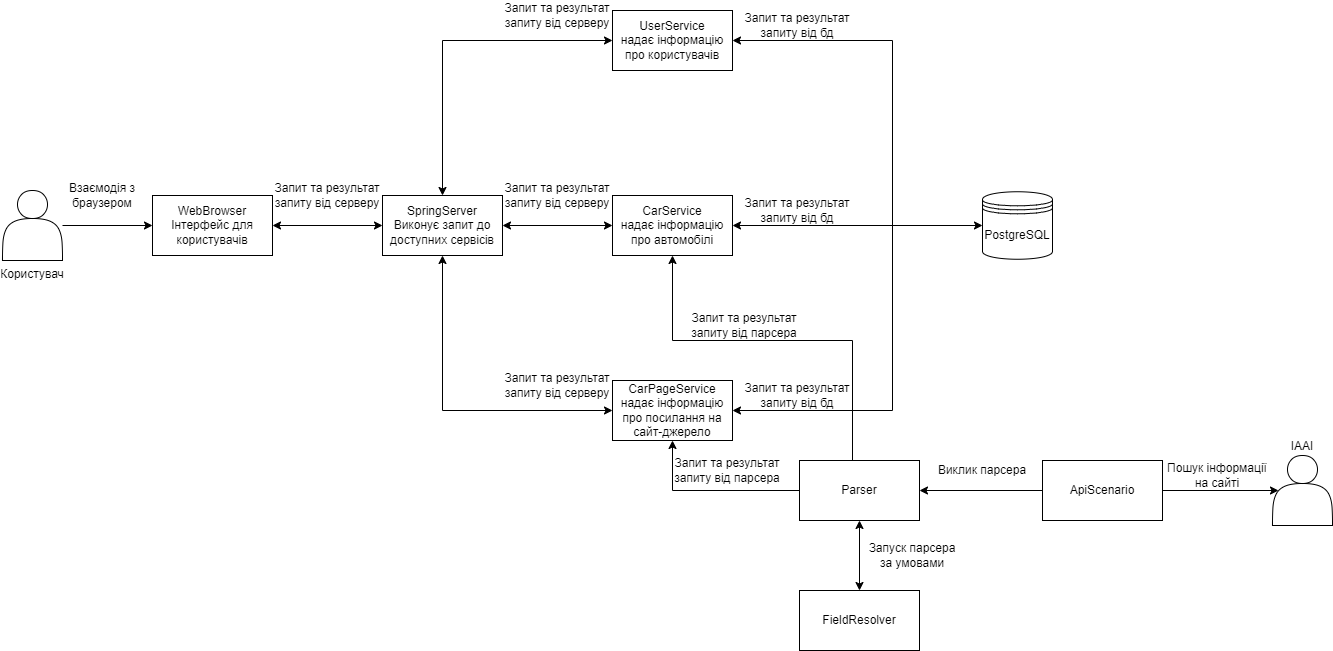 Запит та результат
запиту від серверу
UserService
надає інформацію
про користувачів
Запит та результат
запиту від бд
Взаємодія з
браузером
Користувач
WebBrowser
Інтерфейс для
користувачів
Запит та результат
запиту від серверу
SpringServer
Виконує запит до
доступних сервісів
Запит та результат
запиту від серверу
CarService
надає інформацію
про автомобілі
Запит та результат
запиту від бд
PostgreSQL
Запит та результат
запиту від парсера
Запит та результат
запиту від серверу
CarPageService
надає інформацію
про посилання на
сайт-джерело
Запит та результат
запиту від бд
Запит та результат
запиту від парсера
Parser
Виклик парсера
ApiScenario
Пошук інформації
на сайті
IAAI
Запуск парсера
за умовами
FieldResolver